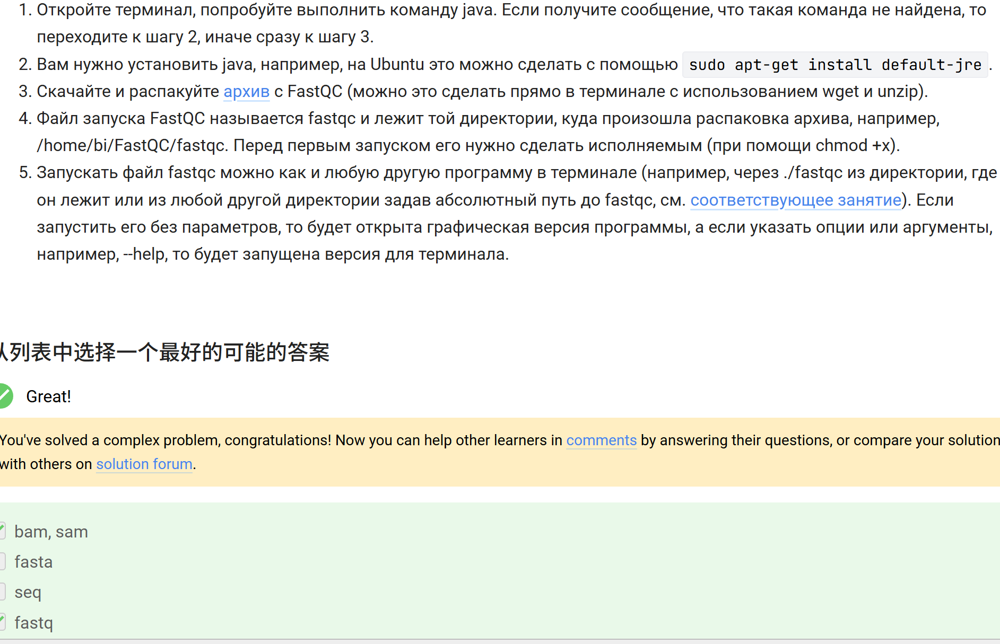 1. Откройте терминал, попробуйте выполнить команду java. Если получите сообщение, что такая команда не найдена, то
переходите к шагу 2, иначе сразу к шагу 3.
2. Вам нужно установить java, например, на Ubuntu это можно сделать с помощью sudo apt-get install default-jre.
3. Скачайте и распакуйте архив с FastQC (можно это сделать прямо в терминале с использованием wget и unzip).
4. Файл запуска FastQC называется fastqc и лежит той директории, куда произошла распаковка архива, например,
/home/bi/FastQC/fastqc. Перед первым запуском его нужно сделать исполняемым (при помощи chmod +x).
5. Запускать файл fastqc можно как и любую другую программу в терминале (например, через ./fastqc из директории, где
он лежит или из любой другой директории задав абсолютный путь до fastqc, см. соответствующее занятие). Если
запустить его без параметров, то будет открыта графическая версия программы, а если указать опции или аргументы,
например, --help, то будет запущена версия для терминала.
从列表中选择一个最好的可能的答案
Great!
You've solved a complex problem, congratulations! Now you can help other learners in comments by answering their questions, or compare your solution
with others on solution forum.
bam, sam
fasta
seq
fastq